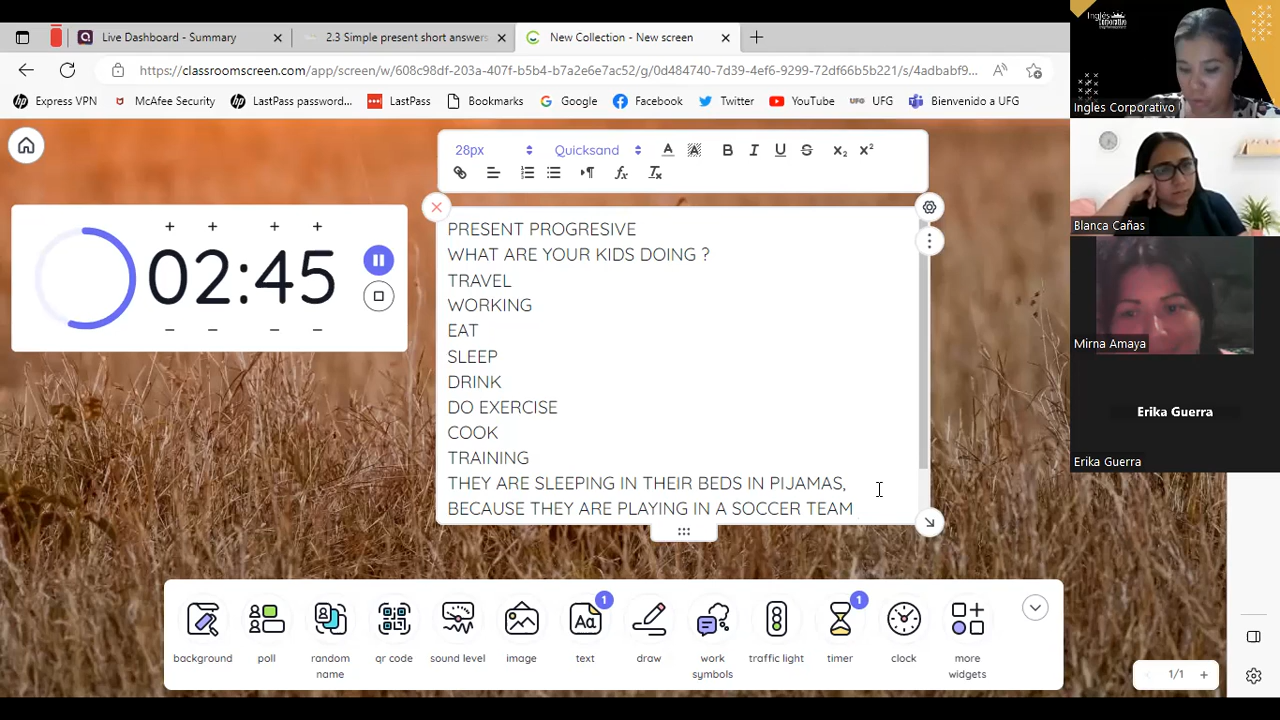 Live Dashboard - Summary
2.3 Simple present short answers
New Collection - New screen
https://classroomscreen.com/app/screen/w/608c98df-203a-407f-b5b4-b7a2e6e7ac52/g/0d484740-7d39-4ef6-9299-72df66b5b221/s/4adbabf9...
Express VPN
McAfee Security
LastPass password...
LastPass
Bookmarks
Google
Facebook
Twitter
YouTube
UFG
Bienvenido a UFG
28px
Quicksand
02:45
PRESENT PROGRESIVE
WHAT ARE YOUR KIDS DOING ?
TRAVEL
WORKING
EAT
SLEEP
DRINK
DO EXERCISE
COOK
TRAINING
THEY ARE SLEEPING IN THEIR BEDS IN PIJAMAS,
BECAUSE THEY ARE PLAYING IN A SOCCER TEAM
background
poll
random name
qr code
sound level
image
1
text
draw
work symbols
traffic light
1
timer
clock
more widgets
1/1
Inglés
Corporativo
Ingles Corporativo
Blanca Cañas
Mirna Amaya
Erika Guerra
Erika Guerra